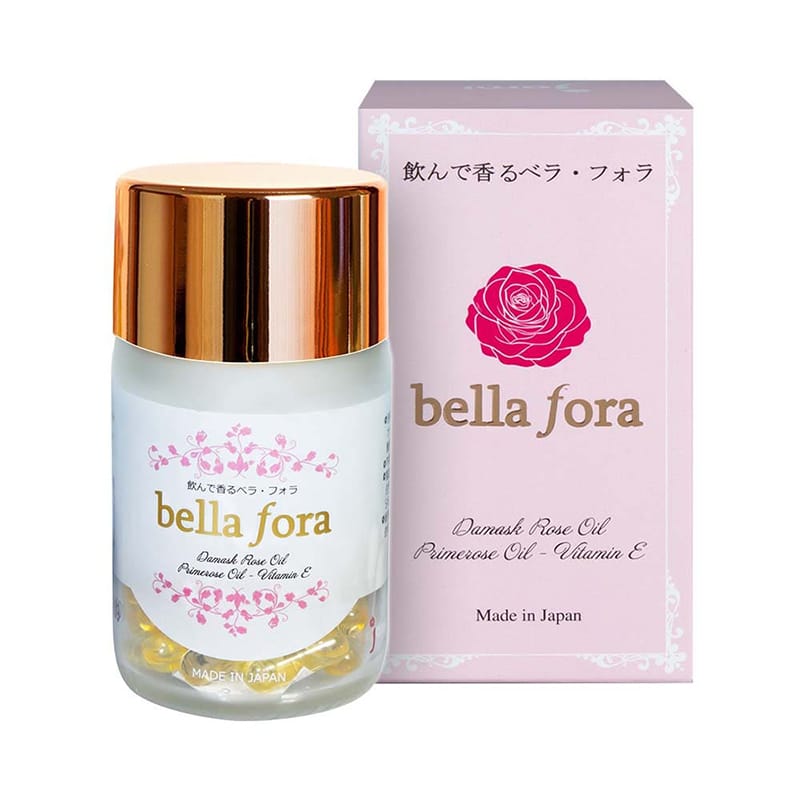 飲んで香るベラ・フォラ
bella fora
Damask Rose Oil
Primerose Oil - Vitamin E
MADE IN JAPAN
飲んで香るベラ・フォラ
bella fora
Damask Rose Oil
Primerose Oil - Vitamin E
Made in Japan